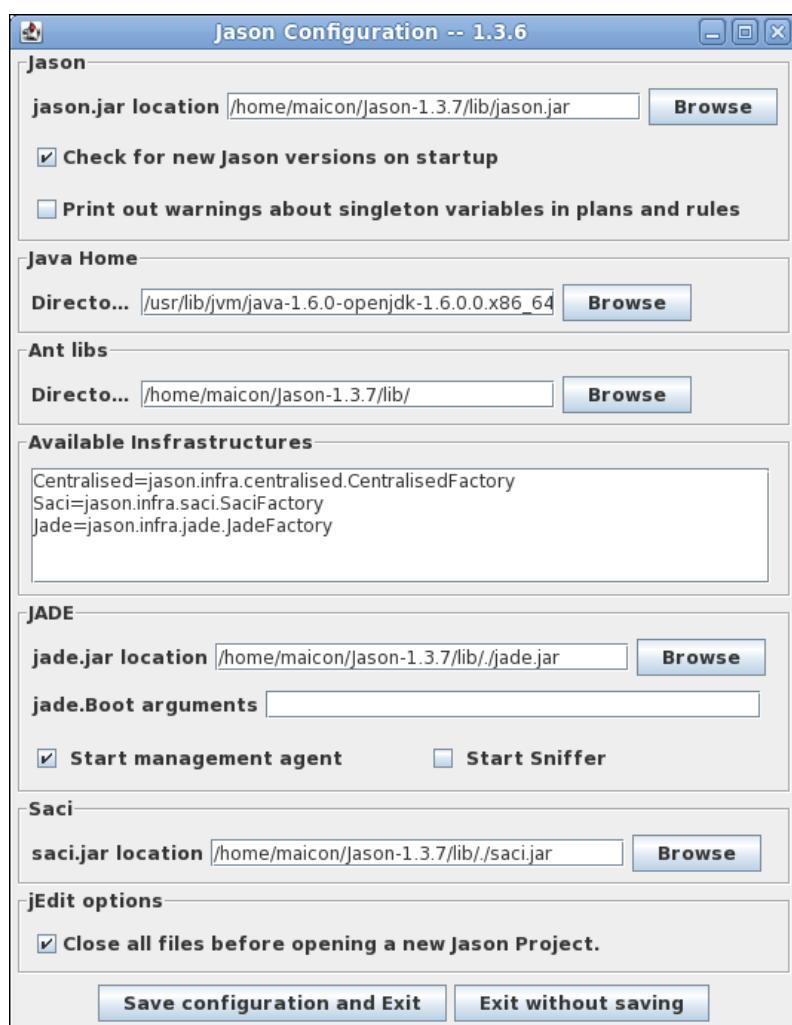 Jason Configuration -- 1.3.6
Jason
jason.jar location /home/maicon/Jason-1.3.7/lib/jason.jar Browse
Check for new Jason versions on startup
Print out warnings about singleton variables in plans and rules
Java Home
Directo... /usr/lib/jvm/java-1.6.0-openjdk-1.6.0.0.x86_64 Browse
Ant libs
Directo... /home/maicon/Jason-1.3.7/lib/ Browse
Available Insfrastructures
Centralised=jason.infra.centralised.CentralisedFactory
Saci=jason.infra.saci.SaciFactory
Jade=jason.infra.jade.JadeFactory
JADE
jade.jar location /home/maicon/Jason-1.3.7/lib/./jade.jar Browse
jade.Boot arguments
Start management agent Start Sniffer
Saci
saci.jar location /home/maicon/Jason-1.3.7/lib/./saci.jar Browse
jEdit options
Close all files before opening a new Jason Project.
Save configuration and Exit Exit without saving